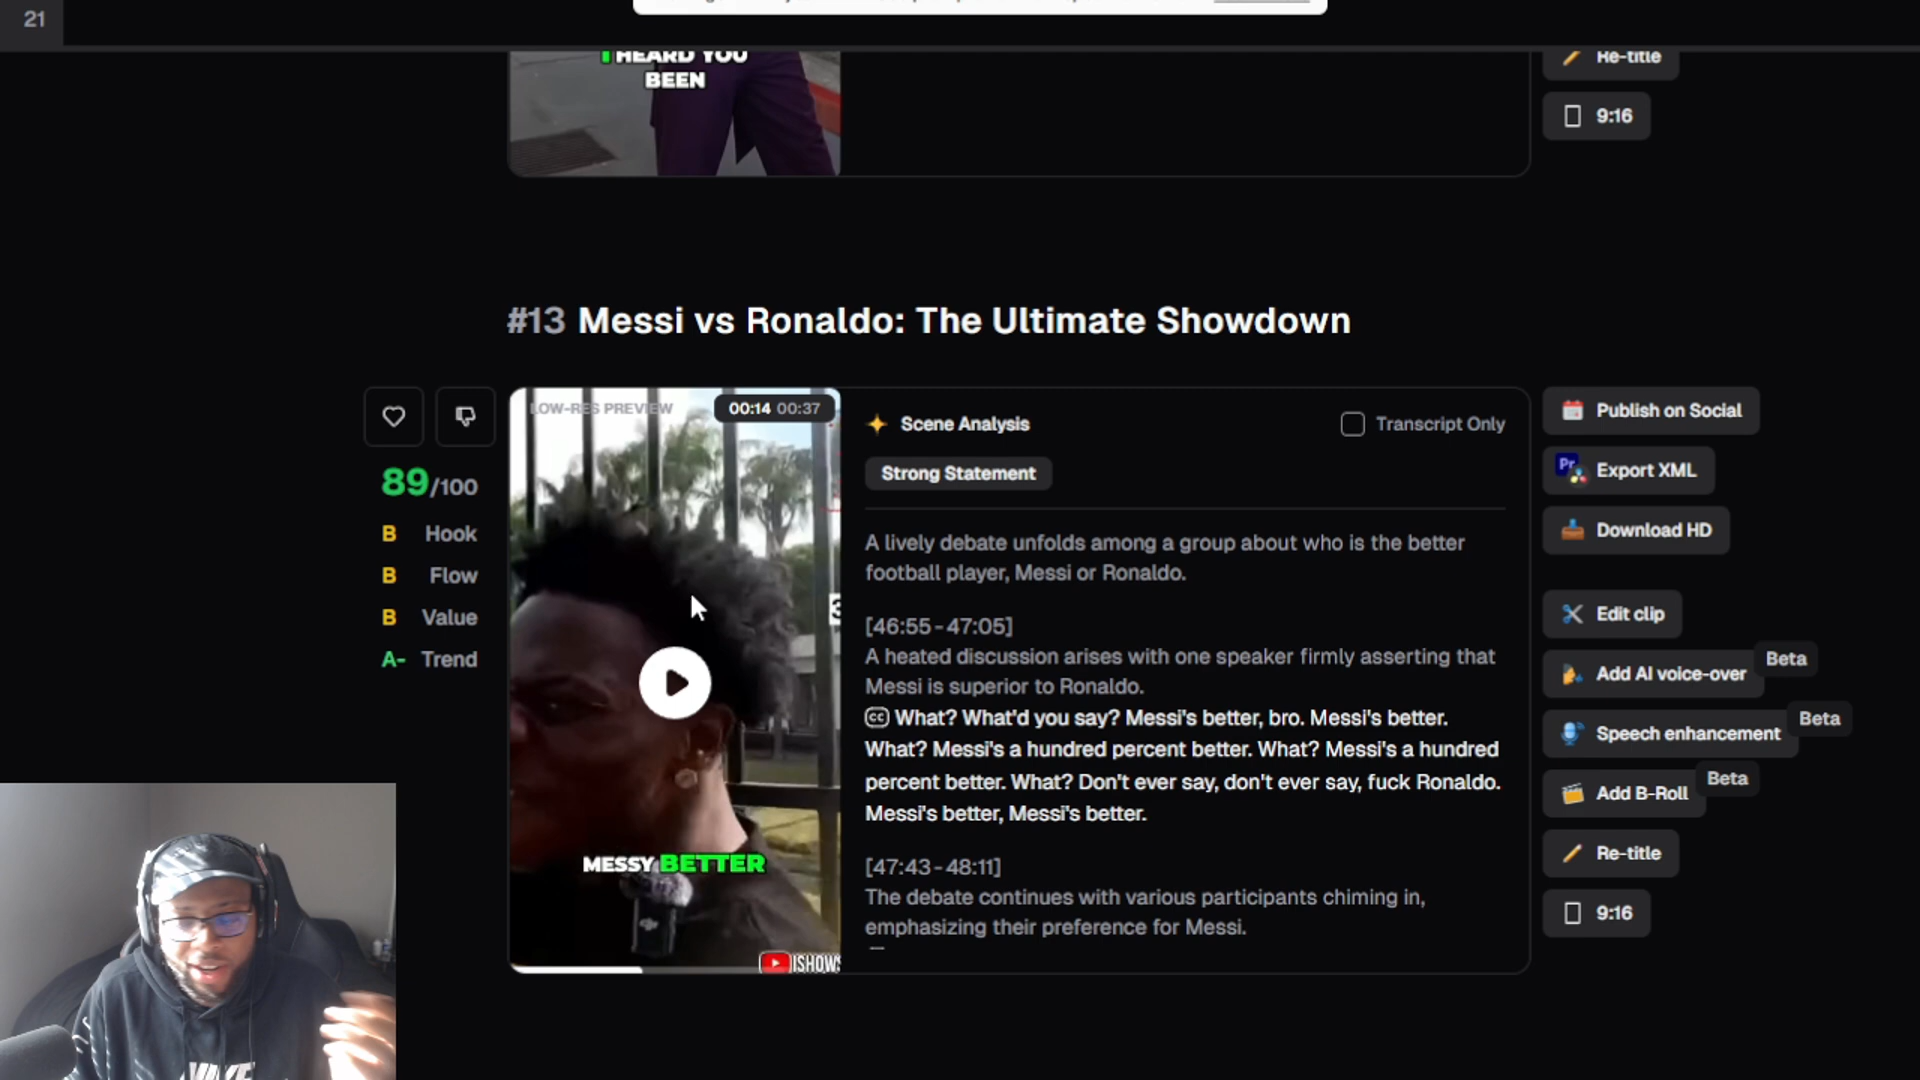 21
I HEARD YOU
BEEN
Re-title
9:16
#13 Messi vs Ronaldo: The Ultimate Showdown
LOW-RES PREVIEW
00:14 00:37
89/100
B Hook
B Flow
B Value
A- Trend
MESSY BETTER
ISHOWS
Scene Analysis
Transcript Only
Strong Statement
A lively debate unfolds among a group about who is the better
football player, Messi or Ronaldo.
[46:55 - 47:05]
A heated discussion arises with one speaker firmly asserting that
Messi is superior to Ronaldo.
CC What? What'd you say? Messi's better, bro. Messi's better.
What? Messi's a hundred percent better. What? Messi's a hundred
percent better. What? Don't ever say, don't ever say, fuck Ronaldo.
Messi's better, Messi's better.
[47:43 - 48:11]
The debate continues with various participants chiming in,
emphasizing their preference for Messi.
Publish on Social
Pr Export XML
Download HD
Edit clip
Add AI voice-over Beta
Speech enhancement Beta
Add B-Roll Beta
Re-title
9:16